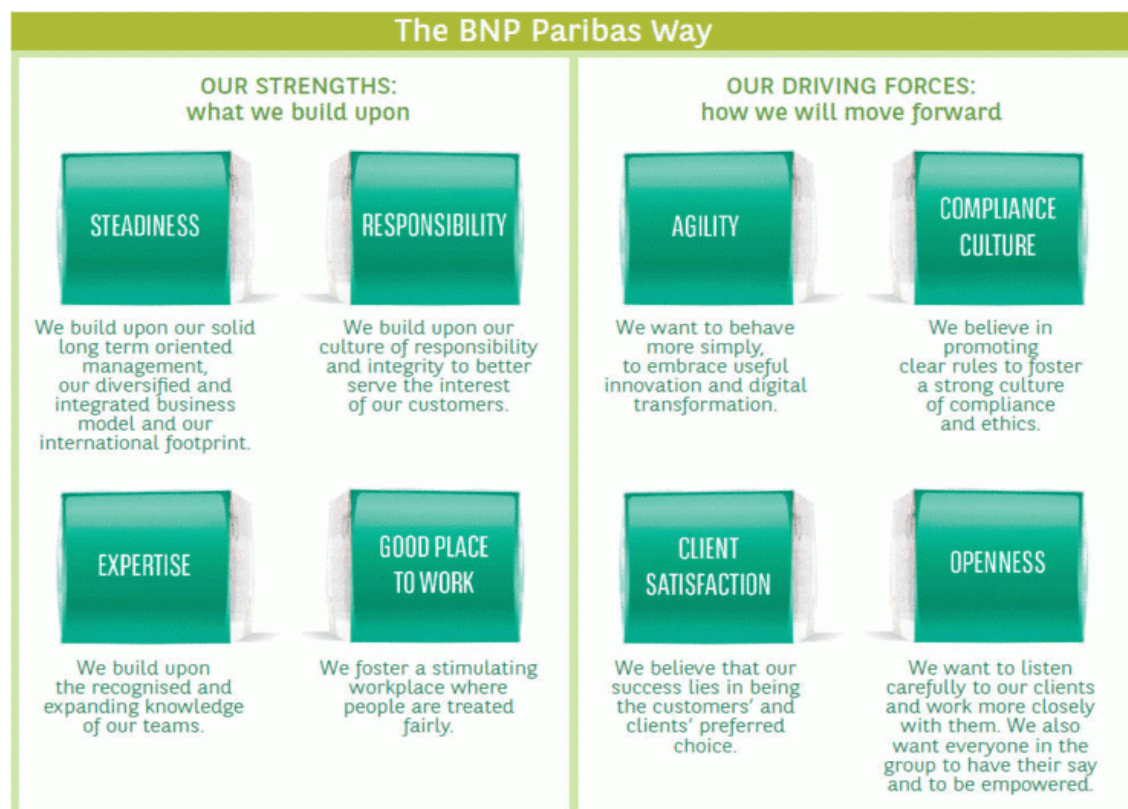 The BNP Paribas Way
OUR STRENGTHS:
what we build upon
STEADINESS
We build upon our solid
long term oriented
management,
our diversified and
integrated business
model and our
international footprint.
RESPONSIBILITY
We build upon our
culture of responsibility
and integrity to better
serve the interest
of our customers.
EXPERTISE
We build upon
the recognised and
expanding knowledge
of our teams.
GOOD PLACE
TO WORK
We foster a stimulating
workplace where
people are treated
fairly.
OUR DRIVING FORCES:
how we will move forward
AGILITY
We want to behave
more simply,
to embrace useful
innovation and digital
transformation.
COMPLIANCE
CULTURE
We believe in
promoting
clear rules to foster
a strong culture
of compliance
and ethics.
CLIENT
SATISFACTION
We believe that our
success lies in being
the customers' and
clients' preferred
choice.
OPENNESS
We want to listen
carefully to our clients
and work more closely
with them. We also
want everyone in the
group to have their say
and to be empowered.